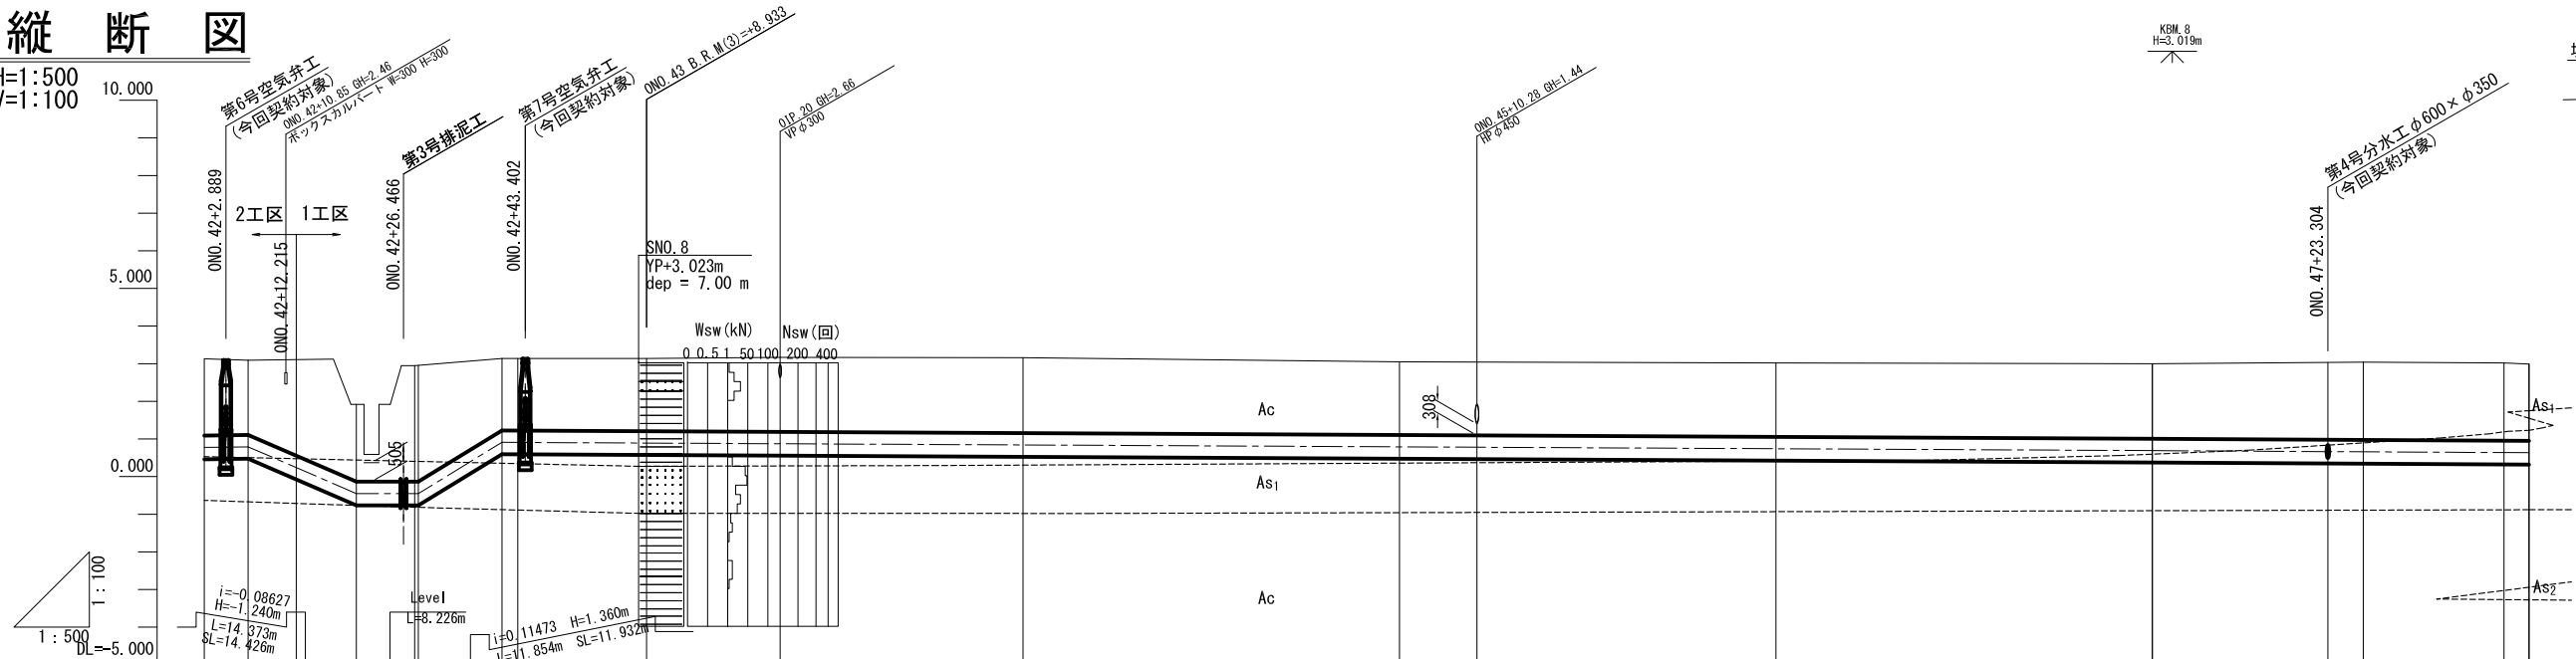 縦 断 図
H=1:500
V=1:100
10.000
5.000
0.000
DL=-5.000
第6号空気弁工
(今回契約対象)
ONO.42+2.889
ONO.42+10.85 GH=2.46
ボックスカルバート W=300 H=300
2工区 1工区
ONO.42+12.215
第3号排泥工
ONO.42+26.466
第7号空気弁工
(今回契約対象)
ONO.42+43.402
ONO.43 B.R.M(3)=+8.933
SNO.8
YP+3.023m
dep = 7.00 m
Wsw(kN) Nsw(回)
0 0.5 1 50 100 200 400
OIP.20 GH=2.66
VPφ300
ONO.45+10.28 GH=1.44
HPφ450
KBM.8
H=3.019m
第4号分水工φ600×φ350
(今回契約対象)
ONO.47+23.304
505
308
Ac
As1
Ac
As1
As2
1:100
1:500
i=-0.08627
H=-1.240m
L=14.373m
SL=14.426m
Level
L=8.226m
i=0.11473 H=1.360m
L=11.854m SL=11.932m